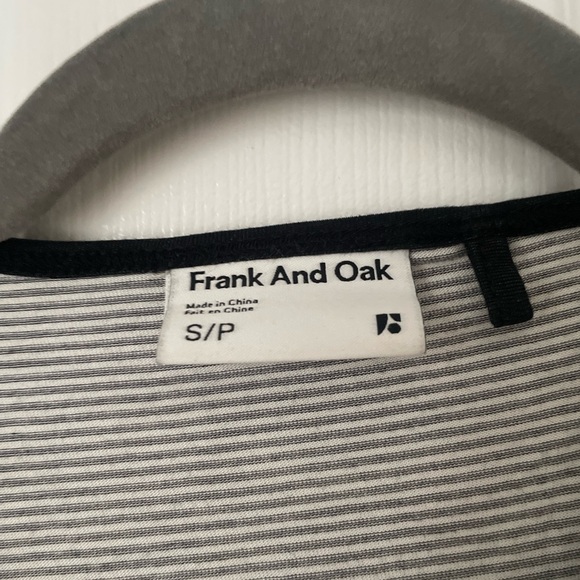 Frank And Oak
Made in China
Fait en Chine
S/P